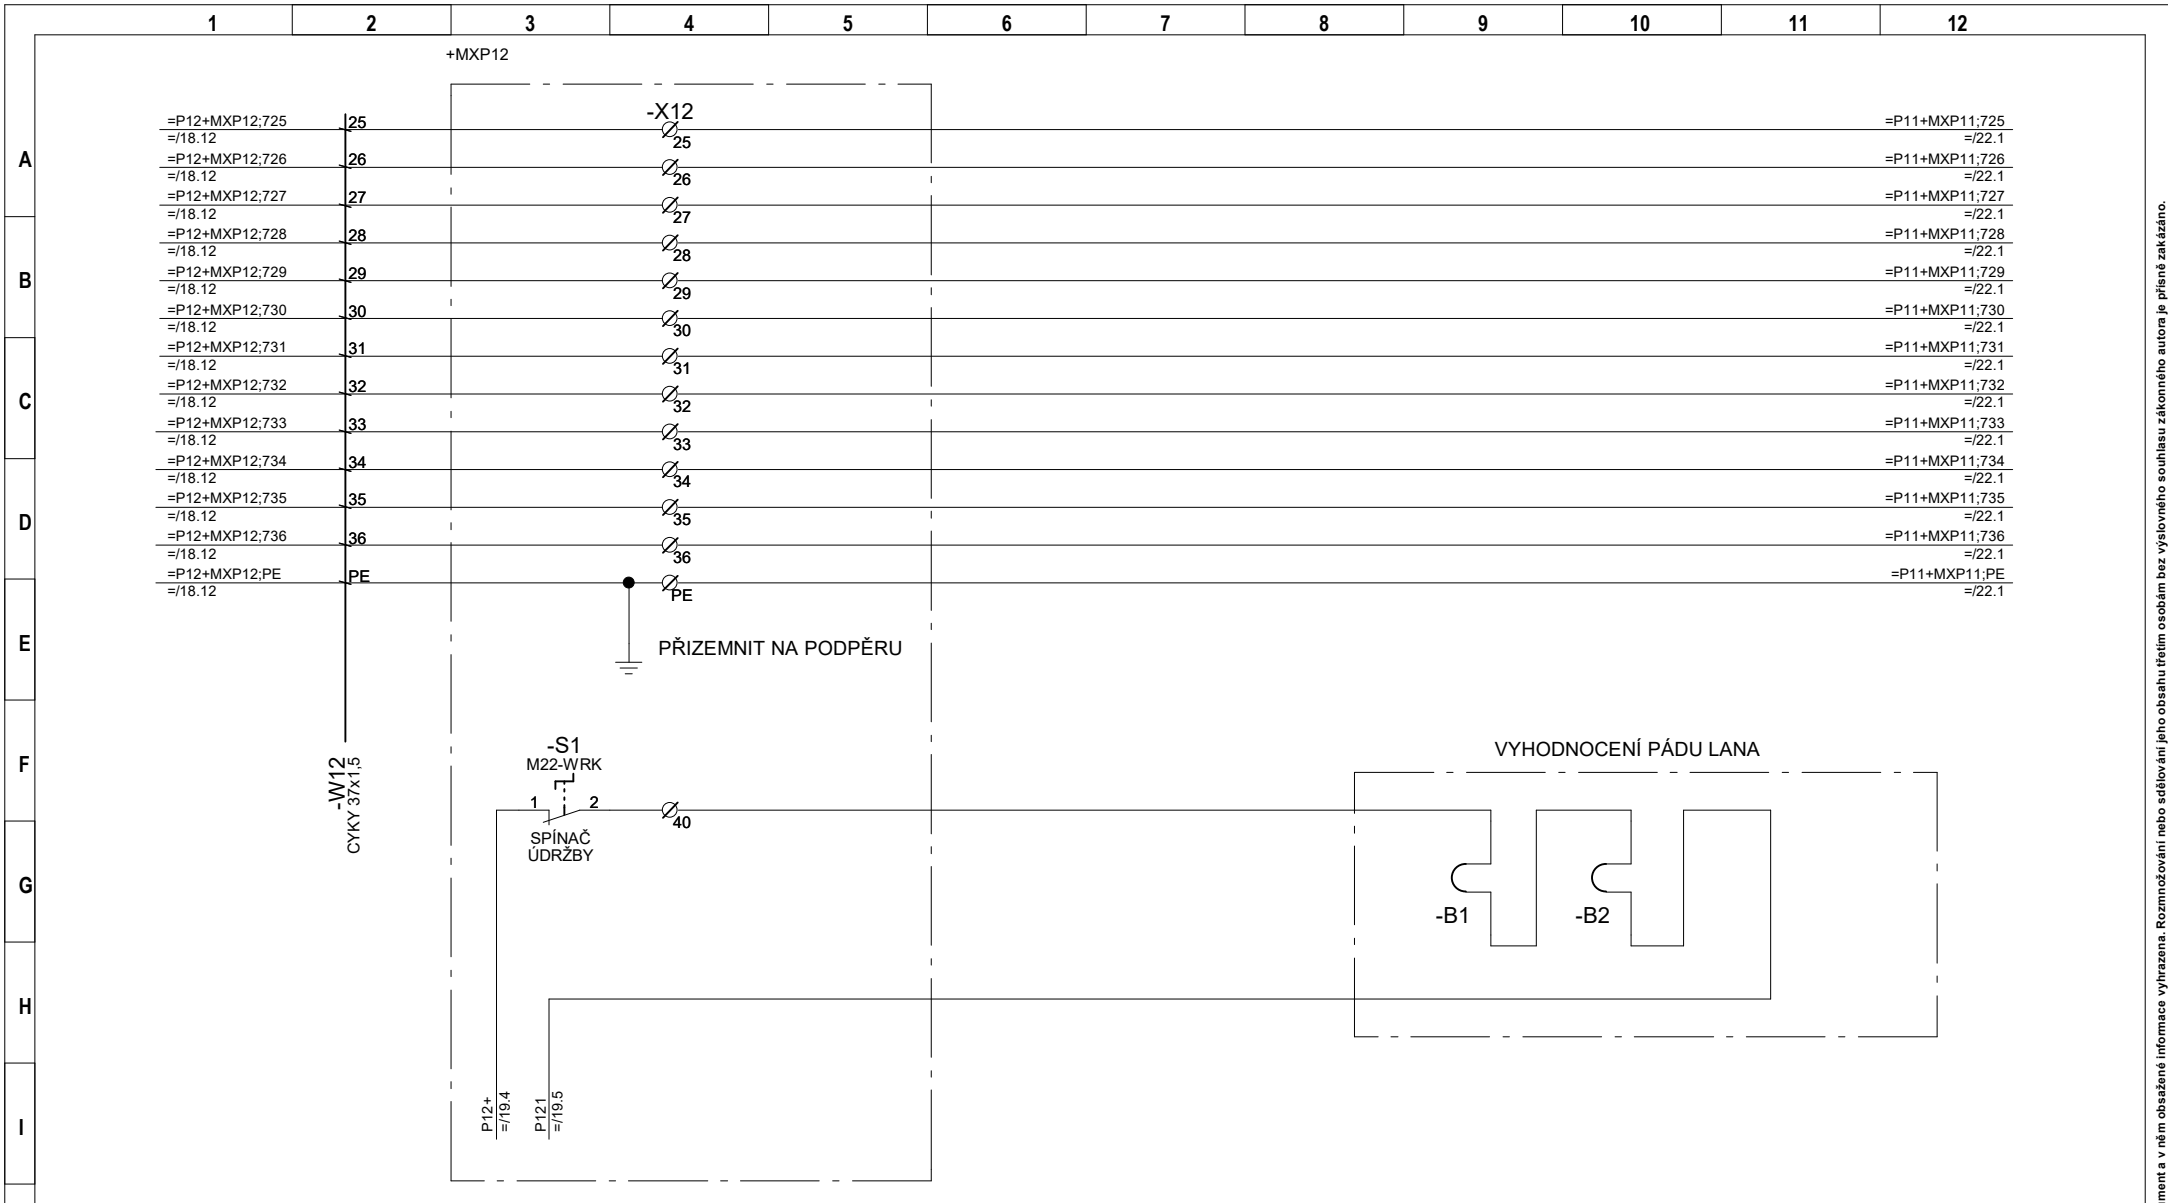 1 2 3 4 5 6 7 8 9 10 11 12
+MXP12
-X12
A
=P12+MXP12;725 25 =P11+MXP11;725
=/18.12 25 =/22.1
=P12+MXP12;726 26 =P11+MXP11;726
=/18.12 26 =/22.1
=P12+MXP12;727 27 =P11+MXP11;727
=/18.12 27 =/22.1
B
=P12+MXP12;728 28 =P11+MXP11;728
=/18.12 28 =/22.1
=P12+MXP12;729 29 =P11+MXP11;729
=/18.12 29 =/22.1
=P12+MXP12;730 30 =P11+MXP11;730
=/18.12 30 =/22.1
C
=P12+MXP12;731 31 =P11+MXP11;731
=/18.12 31 =/22.1
=P12+MXP12;732 32 =P11+MXP11;732
=/18.12 32 =/22.1
=P12+MXP12;733 33 =P11+MXP11;733
=/18.12 33 =/22.1
D
=P12+MXP12;734 34 =P11+MXP11;734
=/18.12 34 =/22.1
=P12+MXP12;735 35 =P11+MXP11;735
=/18.12 35 =/22.1
=P12+MXP12;736 36 =P11+MXP11;736
=/18.12 36 =/22.1
=P12+MXP12;PE PE =P11+MXP11;PE
=/18.12 PE =/22.1
E
PŘIZEMNIT NA PODPĚRU
F
-W12
CYKY 37x1,5
-S1
M22-WRK
1 2
40
SPÍNAČ
ÚDRŽBY
VYHODNOCENÍ PÁDU LANA
G
-B1
-B2
H
I
P12+
=/19.4
P121
=/19.5
a v něm obsažené informace vyhrazena. Rozmnožování nebo sdělování jeho obsahu třetím osobám bez výslovného souhlasu zákonného autora je přísně zakázáno.